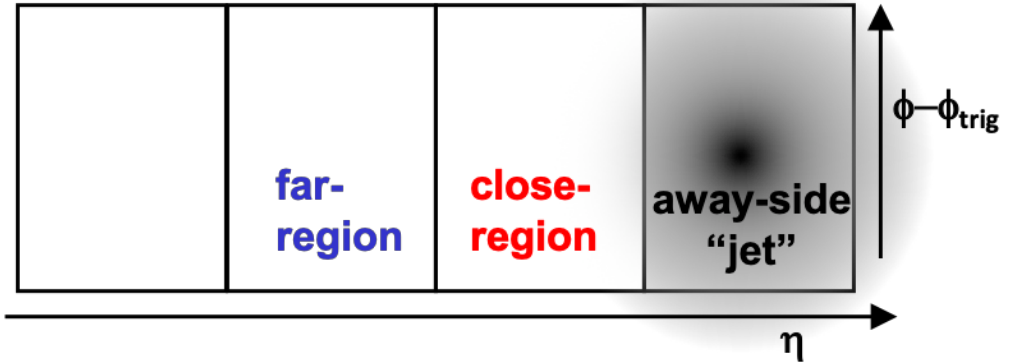 far-
region
close-
region
away-side
“jet”
ϕ−ϕtrig
η